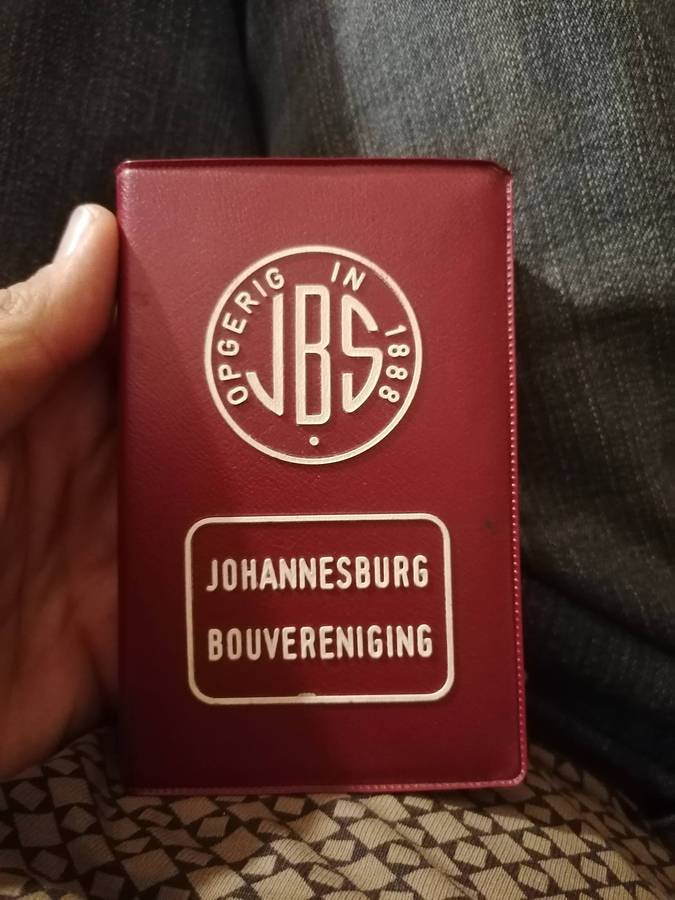 OPGERIG IN 1888
JBS
JOHANNESBURG
BOUVERENIGING